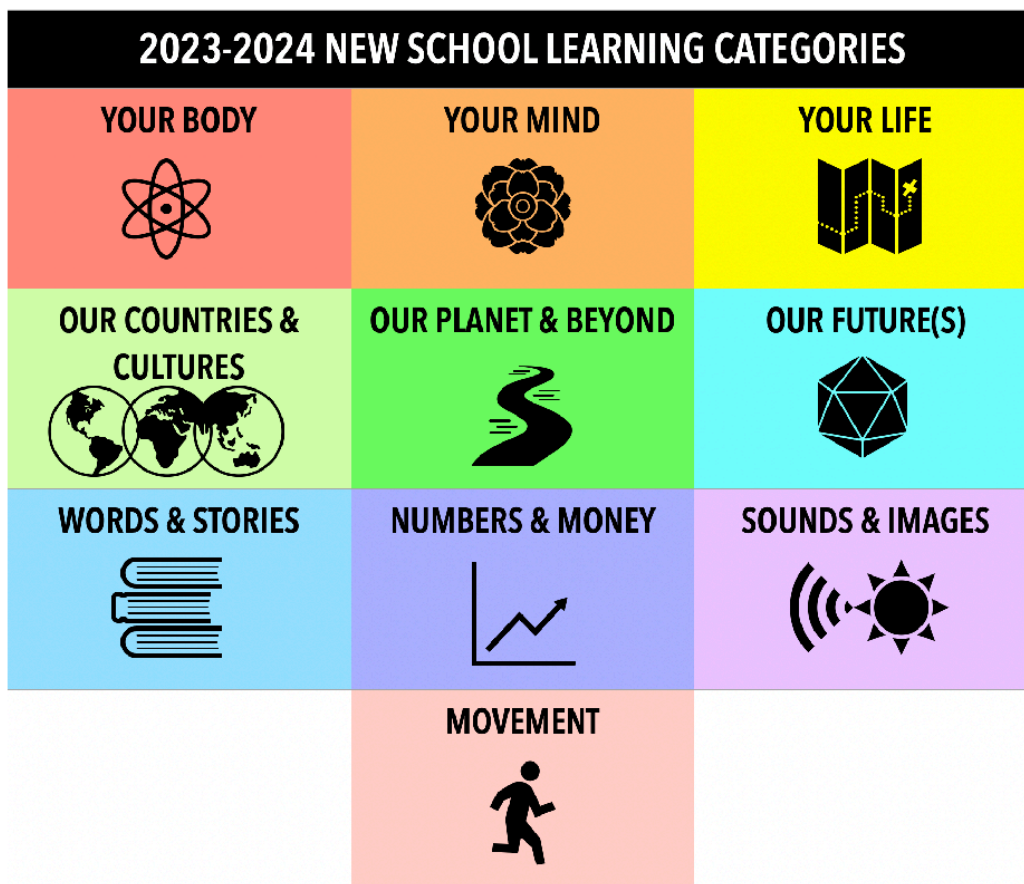 2023-2024 NEW SCHOOL LEARNING CATEGORIES
YOUR BODY
YOUR MIND
YOUR LIFE
OUR COUNTRIES &
CULTURES
OUR PLANET & BEYOND
OUR FUTURE(S)
WORDS & STORIES
NUMBERS & MONEY
SOUNDS & IMAGES
MOVEMENT